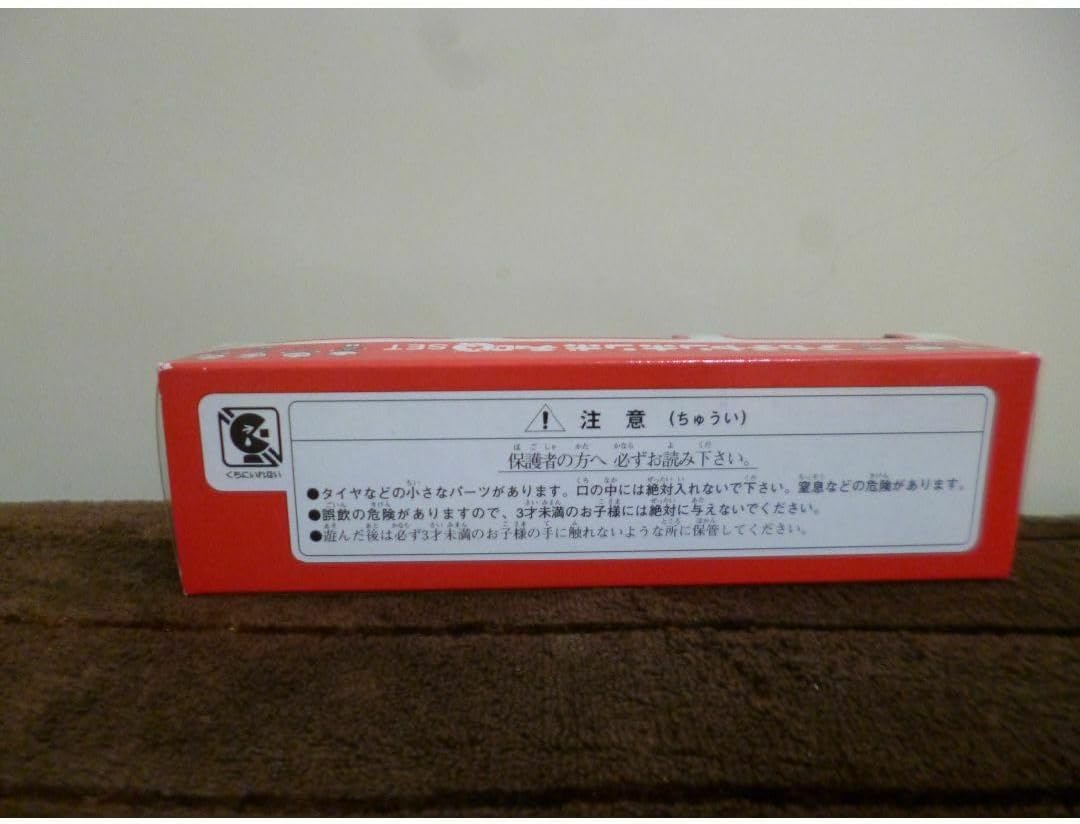 SET
注意 (ちゅうい)
保護者の方へ 必ずお読み下さい。
くちにいれない
●タイヤなどの小さなパーツがあります。口の中には絶対入れないで下さい。窒息などの危険があります。
●誤飲の危険がありますので、3才未満のお子様には絶対に与えないでください。
●遊んだ後は必ず3才未満のお子様の手に触れないような所に保管してください。